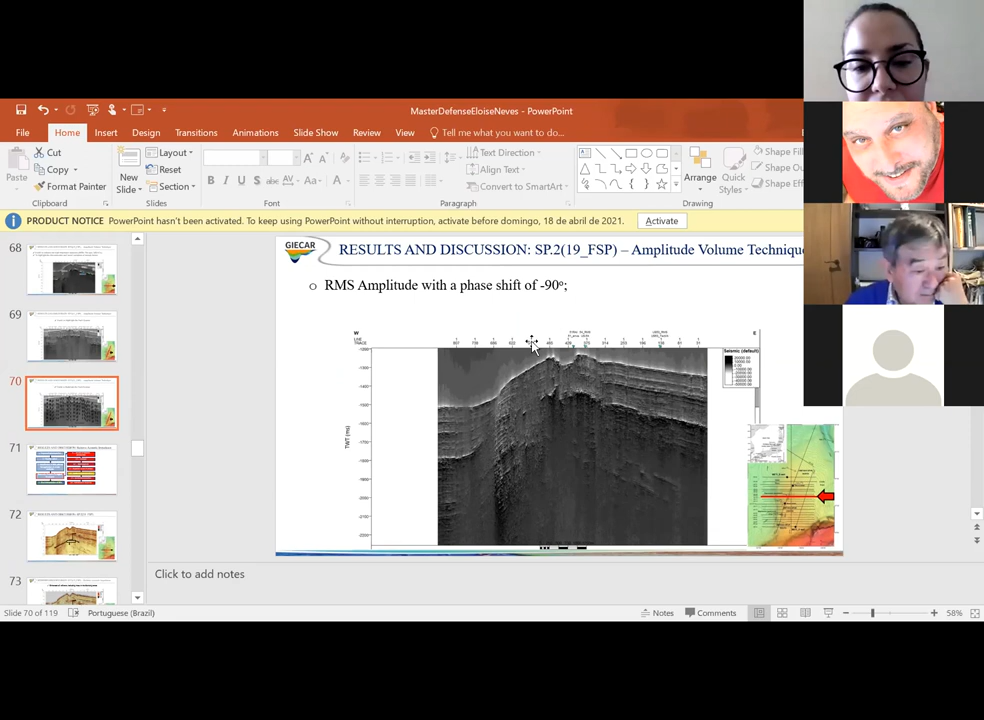 MasterDefenseEloiseNeves - PowerPoint
File Home Insert Design Transitions Animations Slide Show Review View Tell me what you want to do...
Paste
Cut
Copy
Format Painter
Clipboard
New Slide
Layout
Reset
Section
Slides
B I U S abc AV Aa A
Font
Text Direction
Align Text
Convert to SmartArt
Paragraph
Arrange
Quick Styles
Shape Fill
Shape Ou
Shape Effe
Drawing
PRODUCT NOTICE PowerPoint hasn't been activated. To keep using PowerPoint without interruption, activate before domingo, 18 de abril de 2021. Activate
68
69
70
71
72
73
GIECAR
RESULTS AND DISCUSSION: SP.2(19_FSP) – Amplitude Volume Technique
o RMS Amplitude with a phase shift of -90º;
W
E
TWT (ms)
Seismic (default)
Click to add notes
Slide 70 of 119 Portuguese (Brazil) Notes Comments 58%